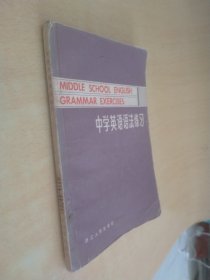 MIDDLE SCHOOL ENGLISH
GRAMMAR EXERCISES
中学英语语法练习